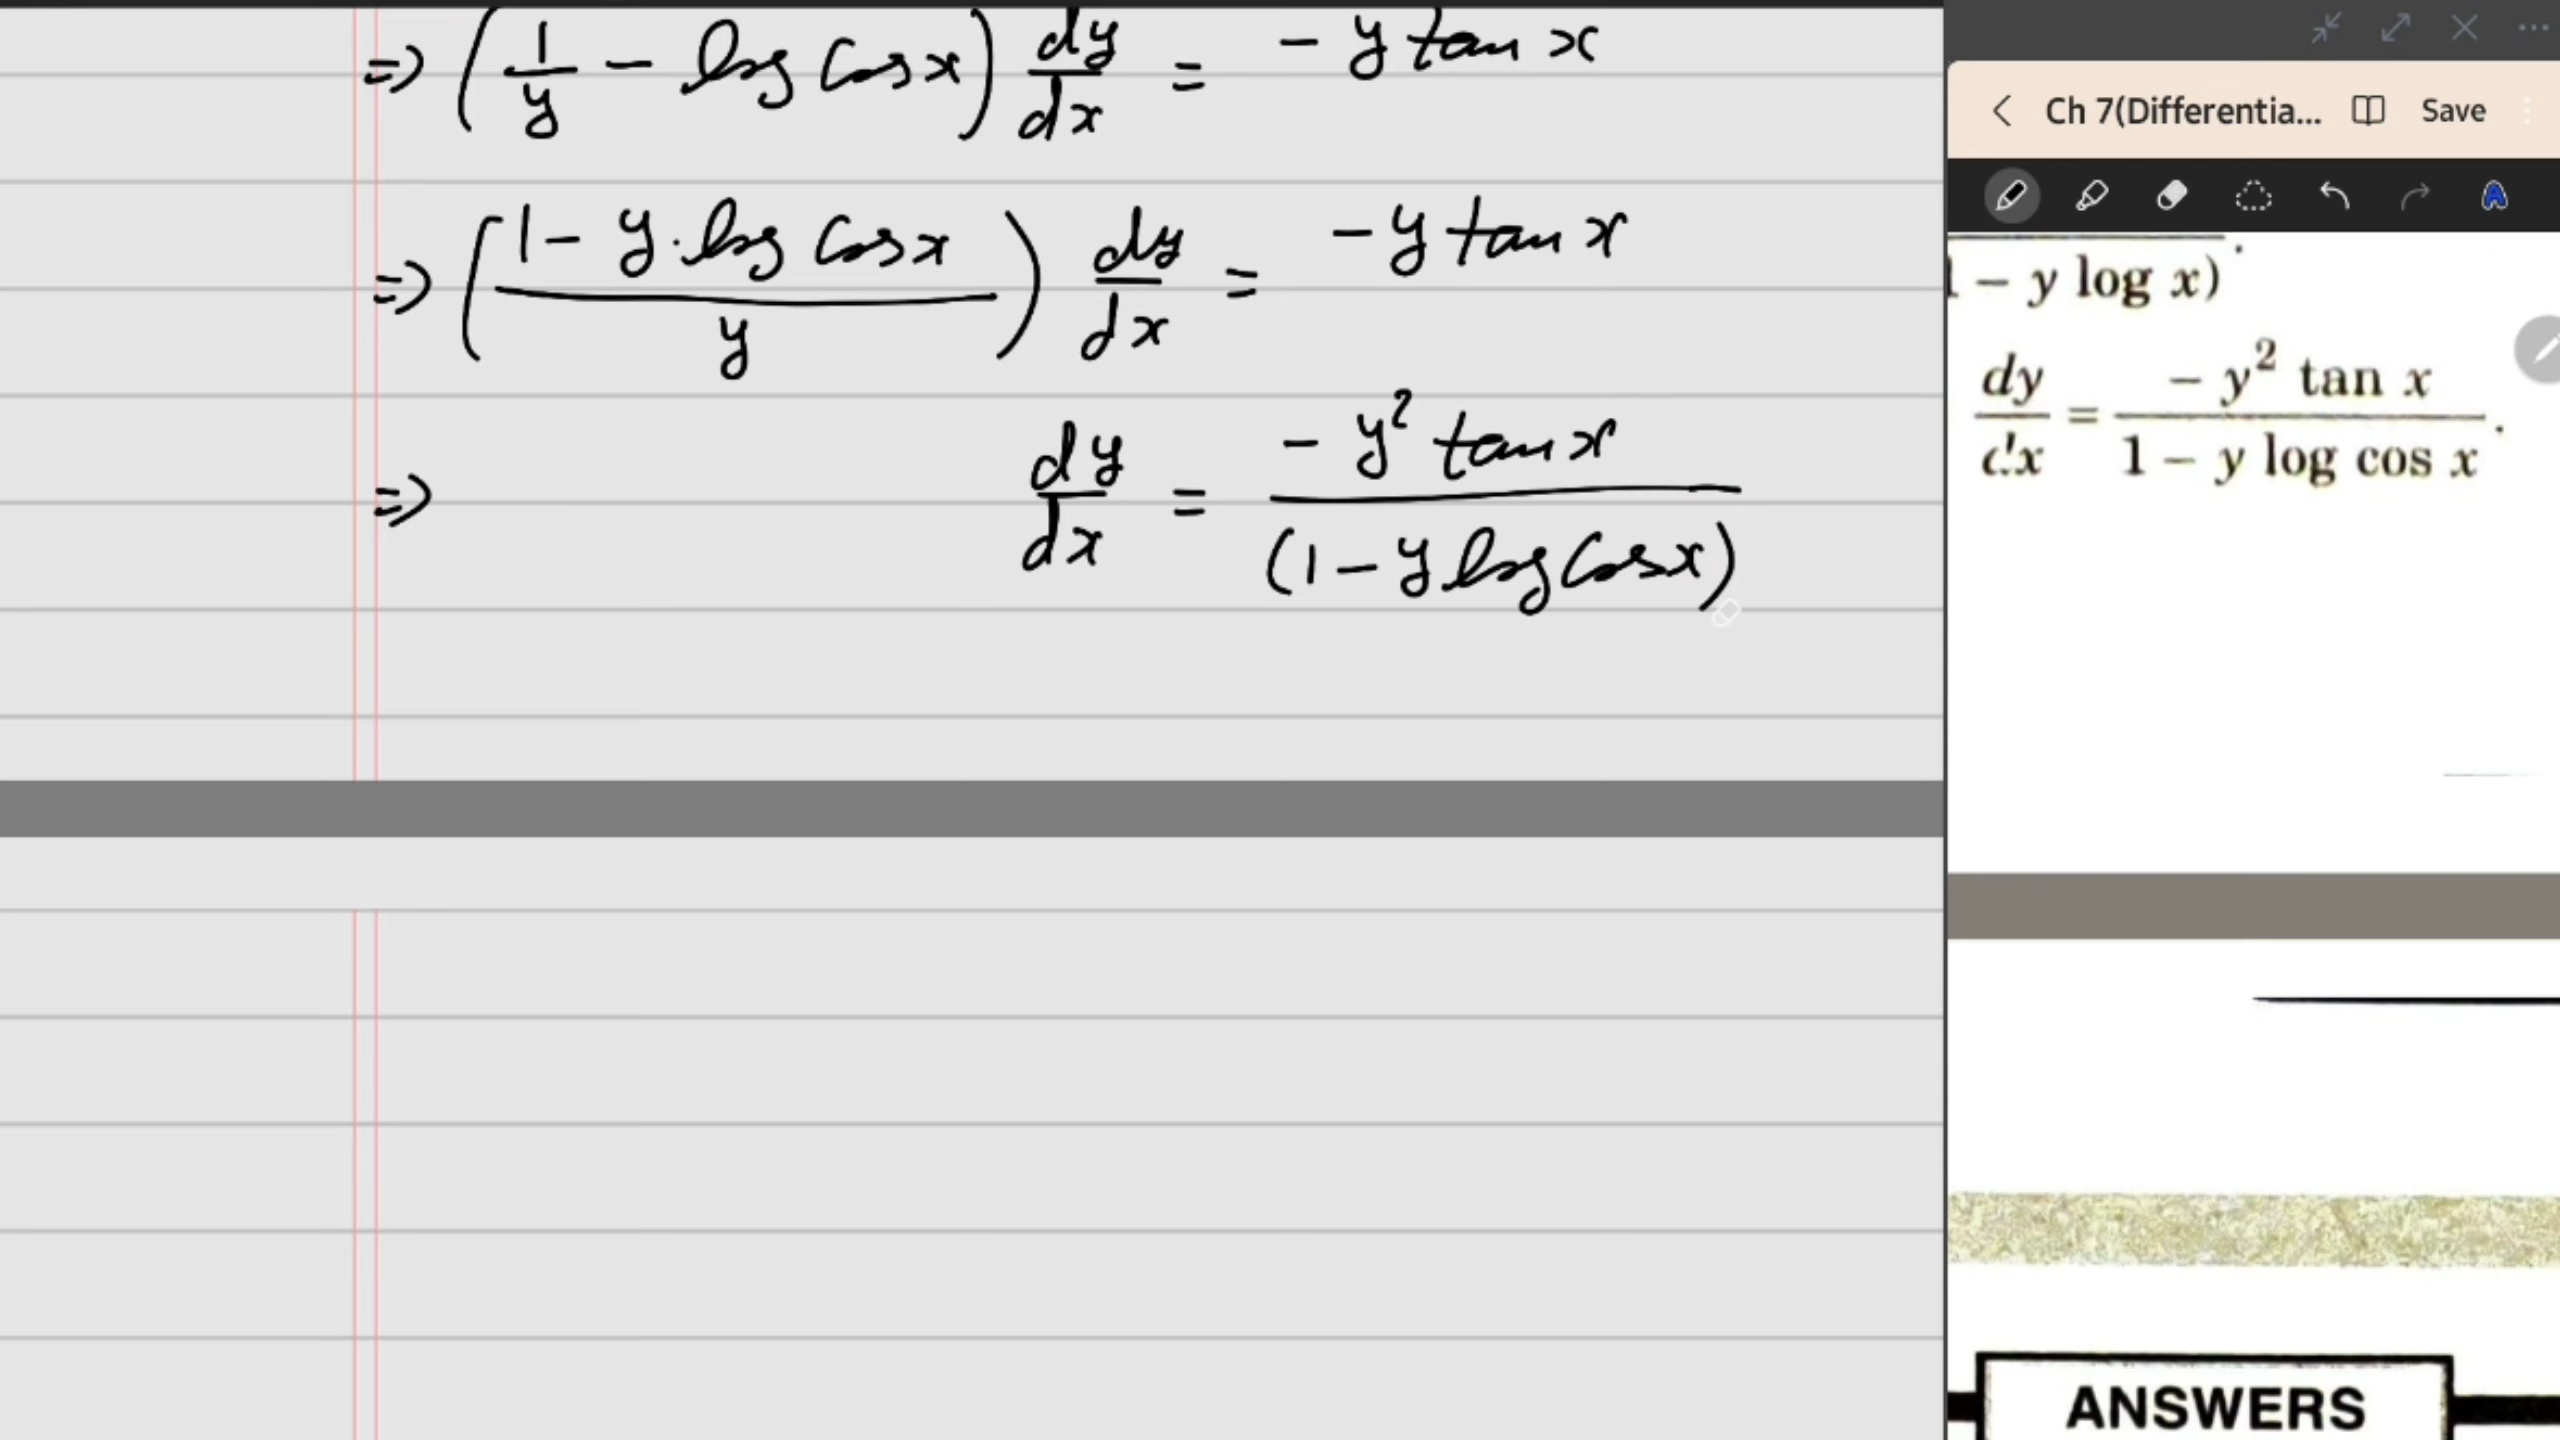 => (1/y - log Cos x) dy/dx = - y tan x
=> ((1 - y . log Cos x)/y) dy/dx = - y tan x
=> dy/dx = - y² tan x / (1 - y log Cos x)
Ch 7(Differentia...
Save
- y log x)
dy/dx = - y² tan x / 1 - y log cos x .
ANSWERS